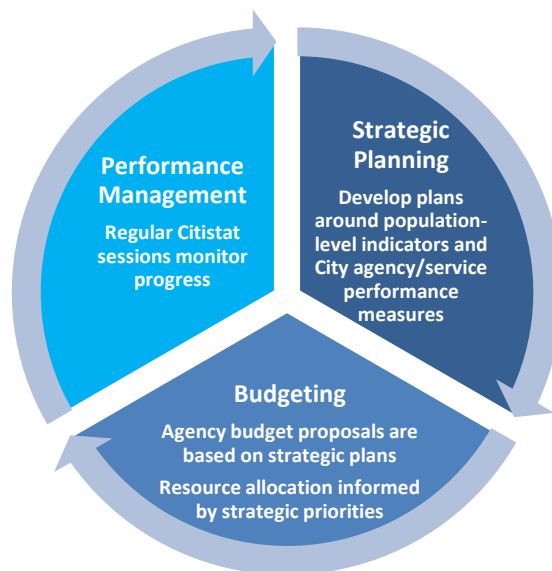 Strategic
Planning
Develop plans
around population-
level indicators and
City agency/service
performance
measures
Performance
Management
Regular Citistat
sessions monitor
progress
Budgeting
Agency budget proposals are
based on strategic plans
Resource allocation informed
by strategic priorities